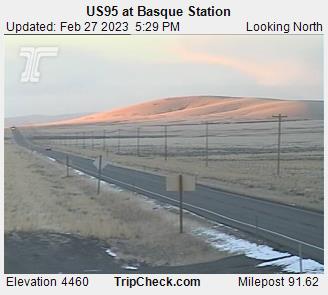 US95 at Basque Station
Updated: Feb 27 2023 5:29 PM Looking North
Elevation 4460 TripCheck.com Milepost 91.62